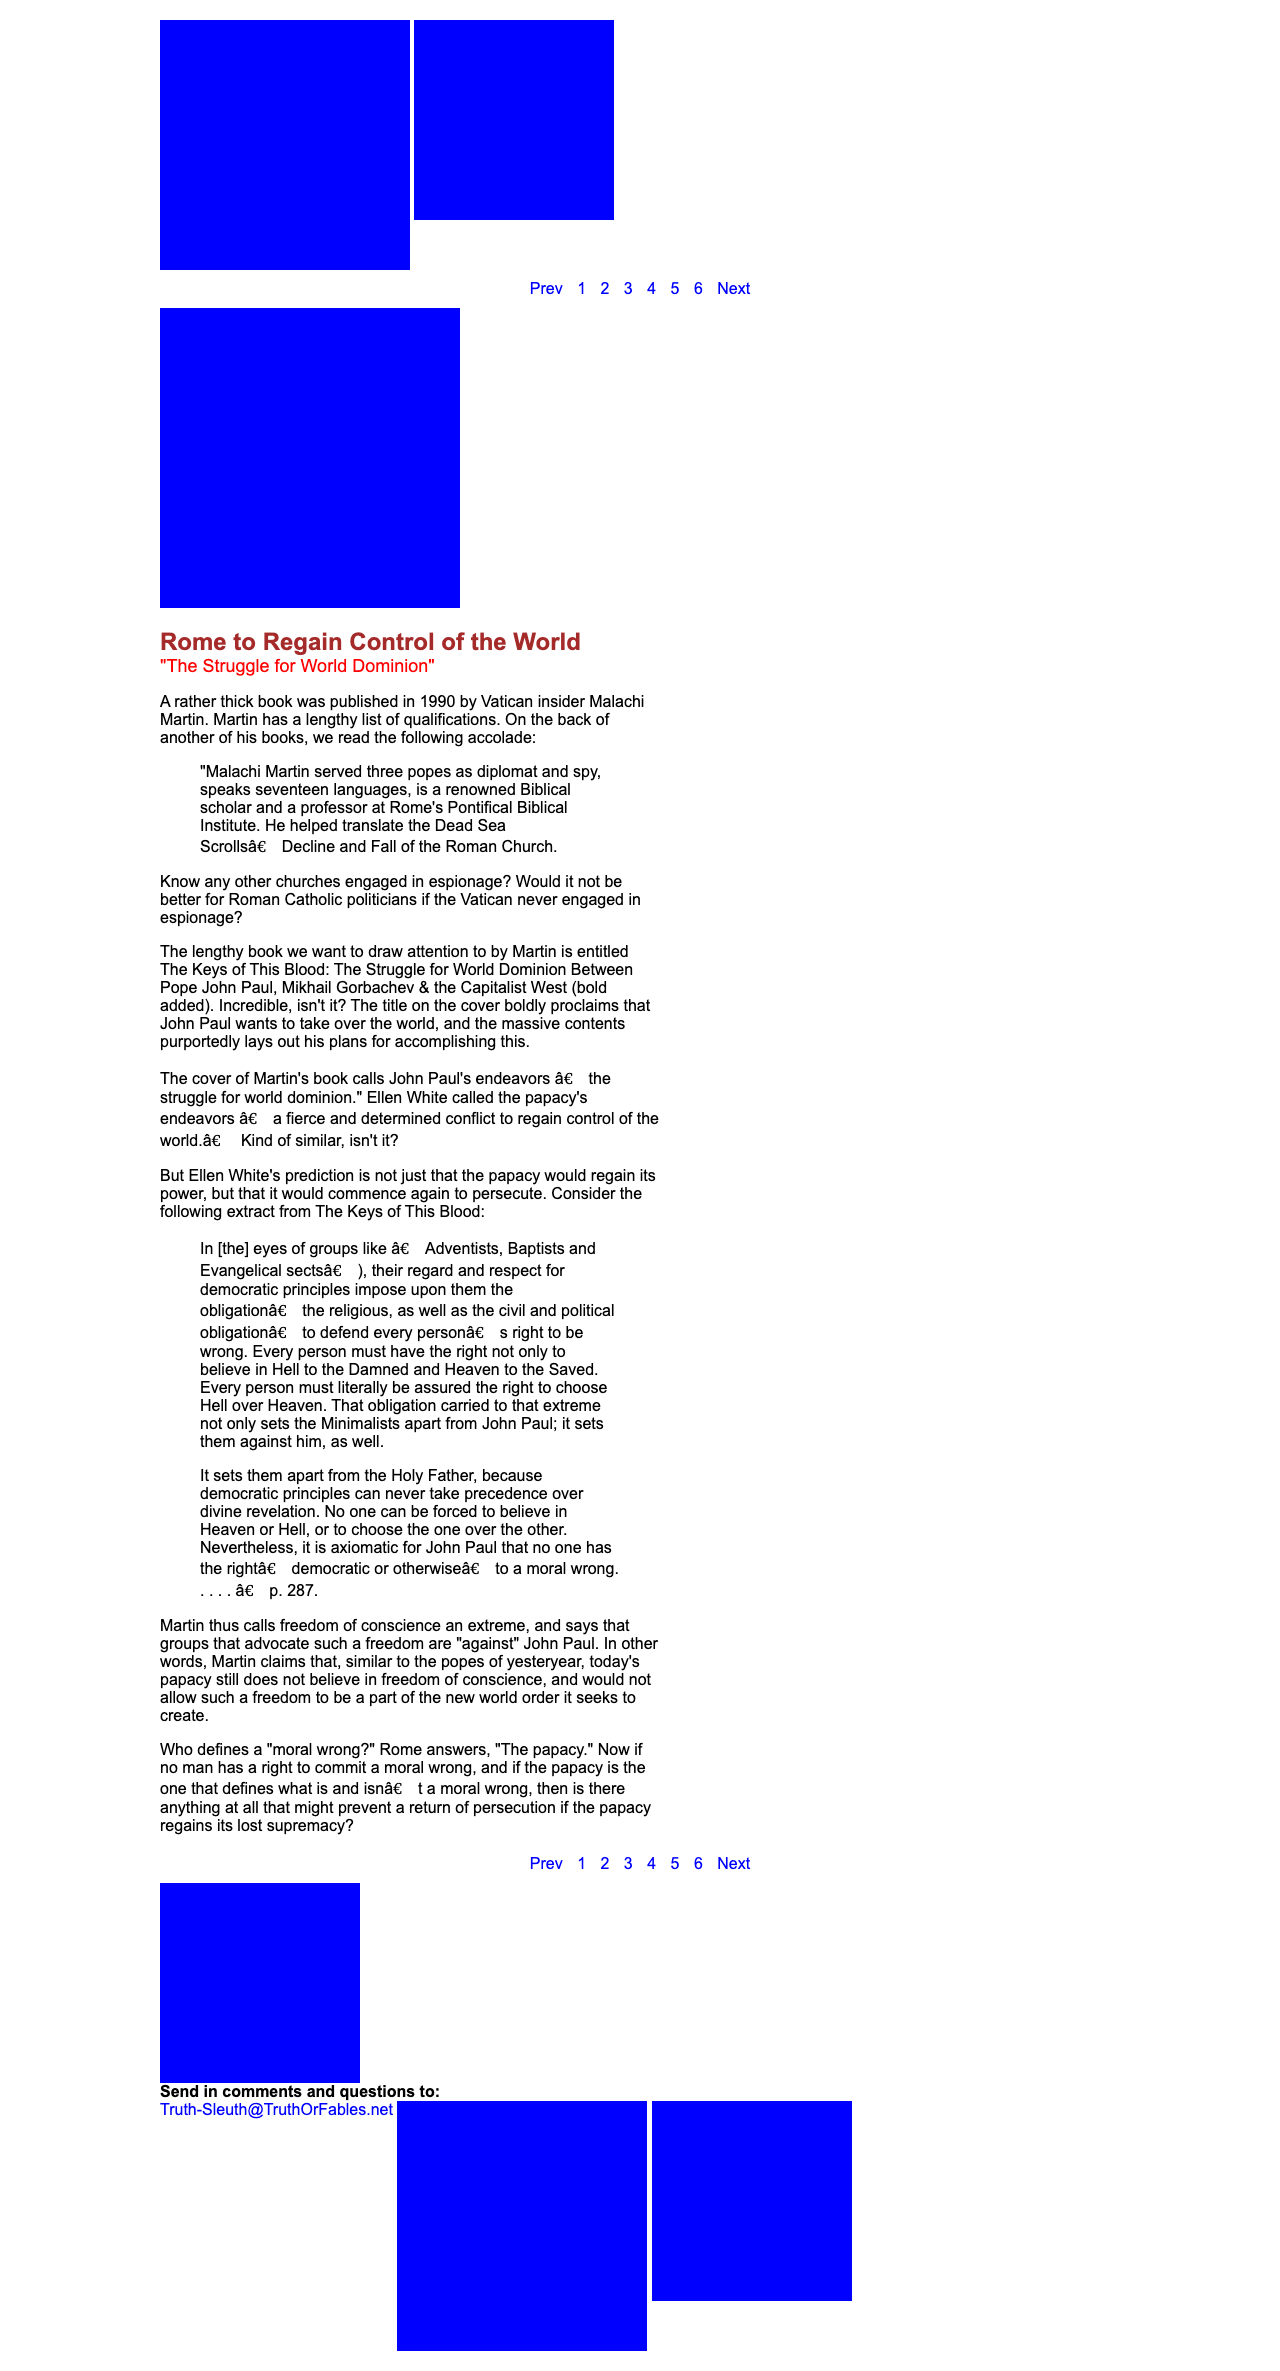 Prev 1 2 3 4 5 6 Next
Rome to Regain Control of the World
"The Struggle for World Dominion"
A rather thick book was published in 1990 by Vatican insider Malachi
Martin. Martin has a lengthy list of qualifications. On the back of
another of his books, we read the following accolade:
"Malachi Martin served three popes as diplomat and spy,
speaks seventeen languages, is a renowned Biblical
scholar and a professor at Rome's Pontifical Biblical
Institute. He helped translate the Dead Sea
Scrollsâ€ Decline and Fall of the Roman Church.
Know any other churches engaged in espionage? Would it not be
better for Roman Catholic politicians if the Vatican never engaged in
espionage?
The lengthy book we want to draw attention to by Martin is entitled
The Keys of This Blood: The Struggle for World Dominion Between
Pope John Paul, Mikhail Gorbachev & the Capitalist West (bold
added). Incredible, isn't it? The title on the cover boldly proclaims that
John Paul wants to take over the world, and the massive contents
purportedly lays out his plans for accomplishing this.
The cover of Martin's book calls John Paul's endeavors â€ the
struggle for world dominion." Ellen White called the papacy's
endeavors â€ a fierce and determined conflict to regain control of the
world.â€ Kind of similar, isn't it?
But Ellen White's prediction is not just that the papacy would regain its
power, but that it would commence again to persecute. Consider the
following extract from The Keys of This Blood:
In [the] eyes of groups like â€ Adventists, Baptists and
Evangelical sectsâ€ ), their regard and respect for
democratic principles impose upon them the
obligationâ€ the religious, as well as the civil and political
obligationâ€ to defend every personâ€ s right to be
wrong. Every person must have the right not only to
believe in Hell to the Damned and Heaven to the Saved.
Every person must literally be assured the right to choose
Hell over Heaven. That obligation carried to that extreme
not only sets the Minimalists apart from John Paul; it sets
them against him, as well.
It sets them apart from the Holy Father, because
democratic principles can never take precedence over
divine revelation. No one can be forced to believe in
Heaven or Hell, or to choose the one over the other.
Nevertheless, it is axiomatic for John Paul that no one has
the rightâ€ democratic or otherwiseâ€ to a moral wrong.
. . . . â€ p. 287.
Martin thus calls freedom of conscience an extreme, and says that
groups that advocate such a freedom are "against" John Paul. In other
words, Martin claims that, similar to the popes of yesteryear, today's
papacy still does not believe in freedom of conscience, and would not
allow such a freedom to be a part of the new world order it seeks to
create.
Who defines a "moral wrong?" Rome answers, "The papacy." Now if
no man has a right to commit a moral wrong, and if the papacy is the
one that defines what is and isnâ€ t a moral wrong, then is there
anything at all that might prevent a return of persecution if the papacy
regains its lost supremacy?
Prev 1 2 3 4 5 6 Next
Send in comments and questions to:
Truth-Sleuth@TruthOrFables.net